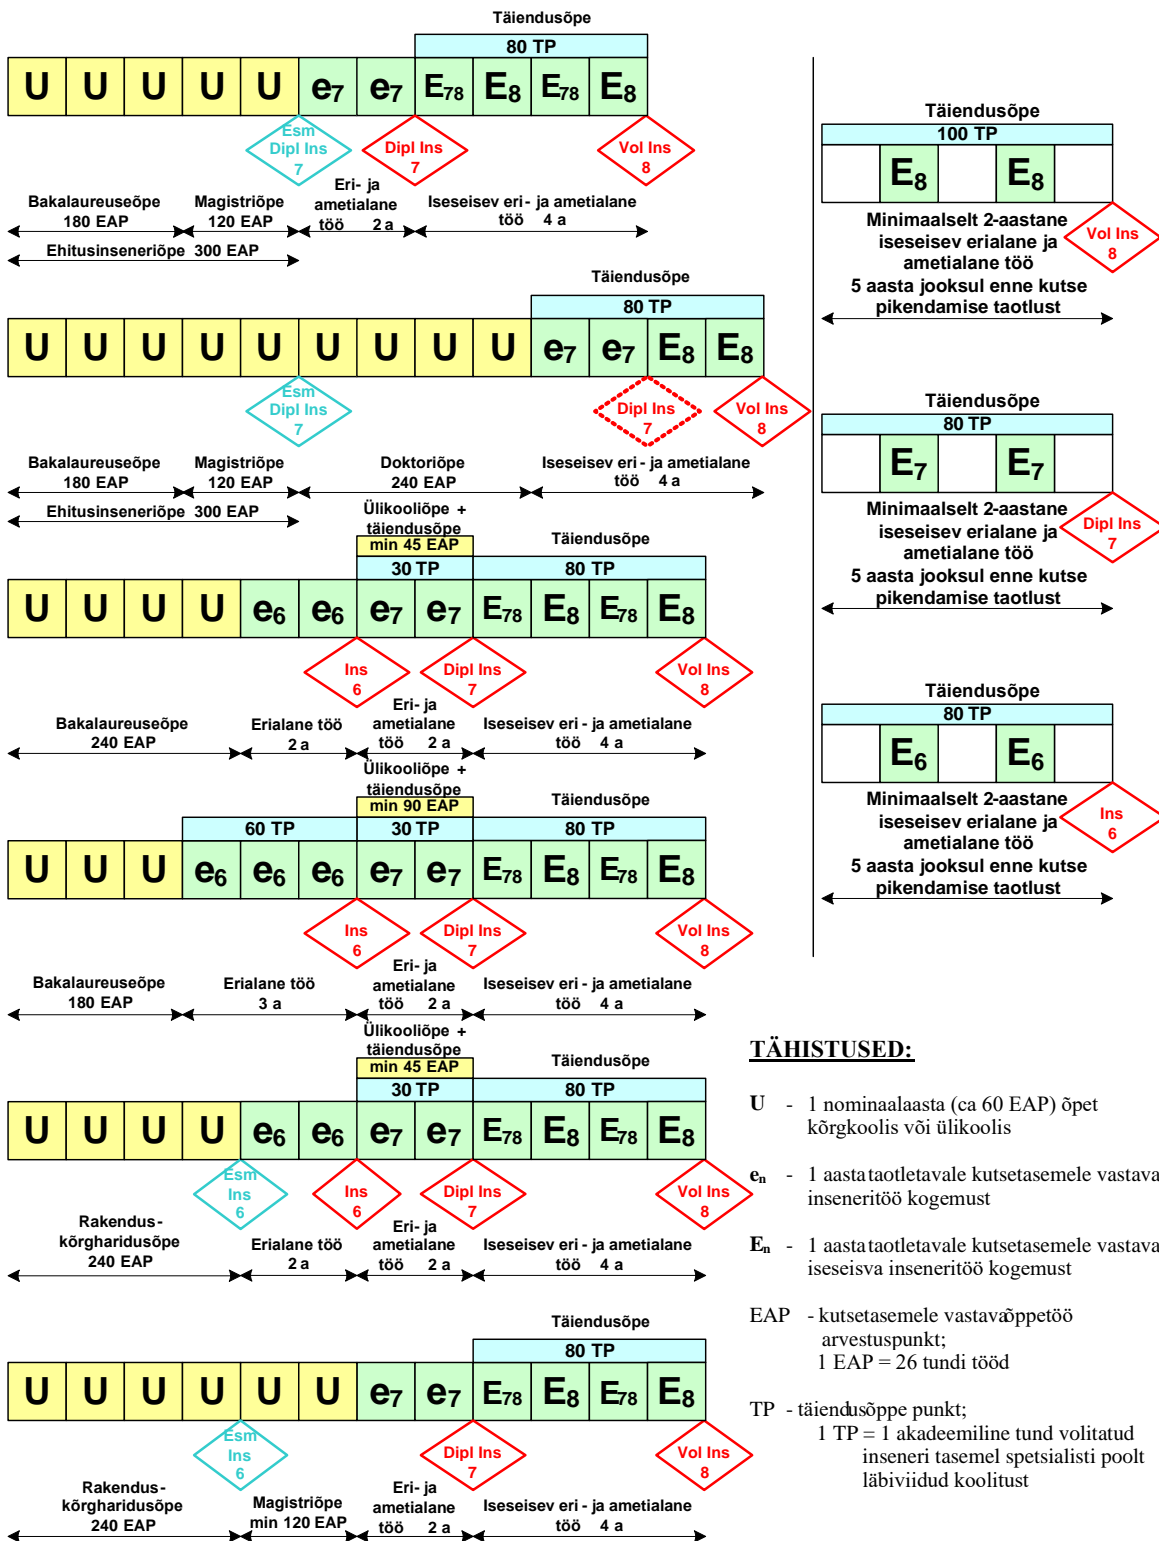 Täiendusõpe
80 TP
U U U U U e7 e7 E78 E8 E78 E8
Esm
Dipl Ins
7
Dipl Ins
7
Vol Ins
8
Bakalaureuseõpe
180 EAP
Magistriõpe
120 EAP
Eri- ja
ametialane
töö 2 a
Iseseisev eri - ja ametialane
töö 4 a
Ehitusinseneriõpe 300 EAP
Täiendusõpe
80 TP
U U U U U U U U U e7 e7 E8 E8
Esm
Dipl Ins
7
Dipl Ins
7
Vol Ins
8
Bakalaureuseõpe
180 EAP
Magistriõpe
120 EAP
Doktoriõpe
240 EAP
Iseseisev eri - ja ametialane
töö 4 a
Ehitusinseneriõpe 300 EAP
Ülikooliõpe +
täiendusõpe
min 45 EAP
30 TP
Täiendusõpe
80 TP
U U U U e6 e6 e7 e7 E78 E8 E78 E8
Ins
6
Dipl Ins
7
Vol Ins
8
Bakalaureuseõpe
240 EAP
Erialane töö
2 a
Eri- ja
ametialane
töö 2 a
Iseseisev eri - ja ametialane
töö 4 a
Ülikooliõpe +
täiendusõpe
min 90 EAP
60 TP
30 TP
Täiendusõpe
80 TP
U U U e6 e6 e6 e7 e7 E78 E8 E78 E8
Ins
6
Dipl Ins
7
Vol Ins
8
Bakalaureuseõpe
180 EAP
Erialane töö
3 a
Eri- ja
ametialane
töö 2 a
Iseseisev eri - ja ametialane
töö 4 a
Ülikooliõpe +
täiendusõpe
min 45 EAP
30 TP
Täiendusõpe
80 TP
U U U U e6 e6 e7 e7 E78 E8 E78 E8
Esm
Ins
6
Ins
6
Dipl Ins
7
Vol Ins
8
Rakendus-
kõrgharidusõpe
240 EAP
Erialane töö
2 a
Eri- ja
ametialane
töö 2 a
Iseseisev eri - ja ametialane
töö 4 a
Täiendusõpe
80 TP
U U U U U U e7 e7 E78 E8 E78 E8
Esm
Ins
6
Dipl Ins
7
Vol Ins
8
Rakendus-
kõrgharidusõpe
240 EAP
Magistriõpe
min 120 EAP
Eri- ja
ametialane
töö 2 a
Iseseisev eri - ja ametialane
töö 4 a
Täiendusõpe
100 TP
E8 E8
Vol Ins
8
Minimaalselt 2-aastane
iseseisev erialane ja
ametialane töö
5 aasta jooksul enne kutse
pikendamise taotlust
Täiendusõpe
80 TP
E7 E7
Dipl Ins
7
Minimaalselt 2-aastane
iseseisev erialane ja
ametialane töö
5 aasta jooksul enne kutse
pikendamise taotlust
Täiendusõpe
80 TP
E6 E6
Ins
6
Minimaalselt 2-aastane
iseseisev erialane ja
ametialane töö
5 aasta jooksul enne kutse
pikendamise taotlust
TÄHISTUSED:
U - 1 nominaalaasta (ca 60 EAP) õpet
kõrgkoolis või ülikoolis
en - 1 aasta taotletavale kutsetasemele vastava
inseneritöö kogemust
En - 1 aasta taotletavale kutsetasemele vastava
iseseisva inseneritöö kogemust
EAP - kutsetasemele vastava õppetöö
arvestuspunkt;
1 EAP = 26 tundi tööd
TP - täiendusõppe punkt;
1 TP = 1 akadeemiline tund volitatud
inseneri tasemel spetsialisti poolt
läbiviidud koolitust